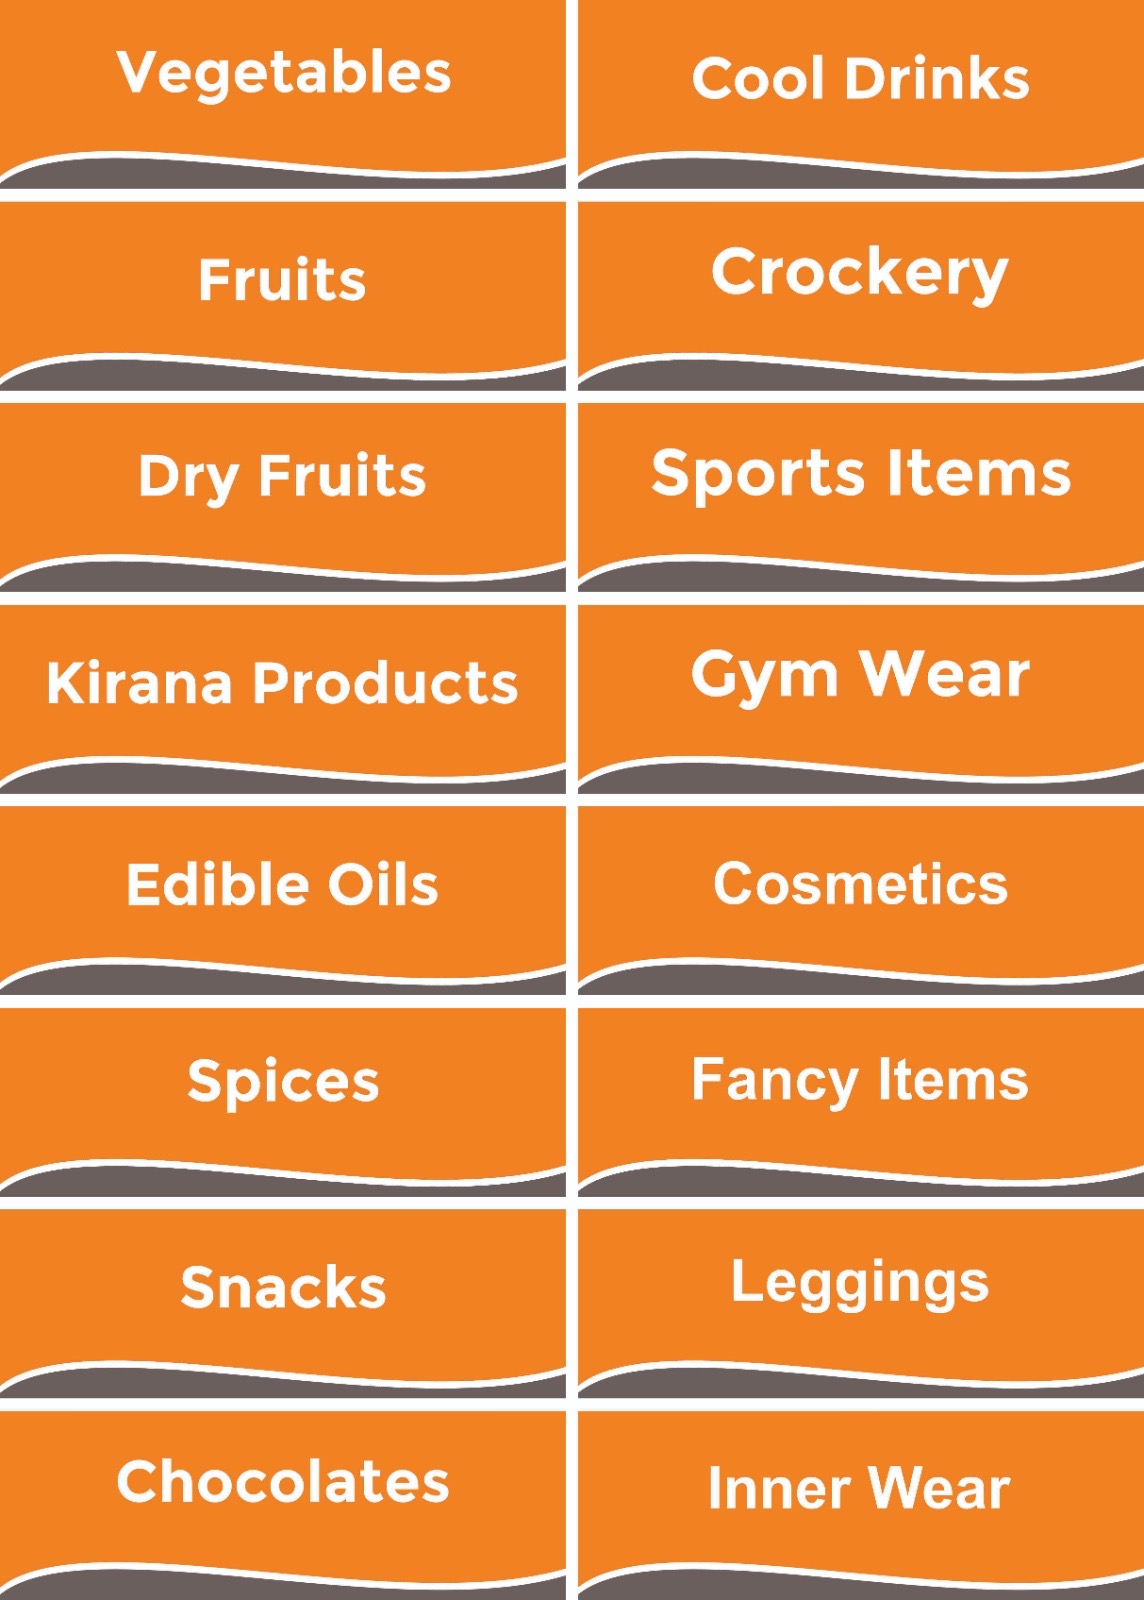 Vegetables
Cool Drinks
Fruits
Crockery
Dry Fruits
Sports Items
Kirana Products
Gym Wear
Edible Oils
Cosmetics
Spices
Fancy Items
Snacks
Leggings
Chocolates
Inner Wear